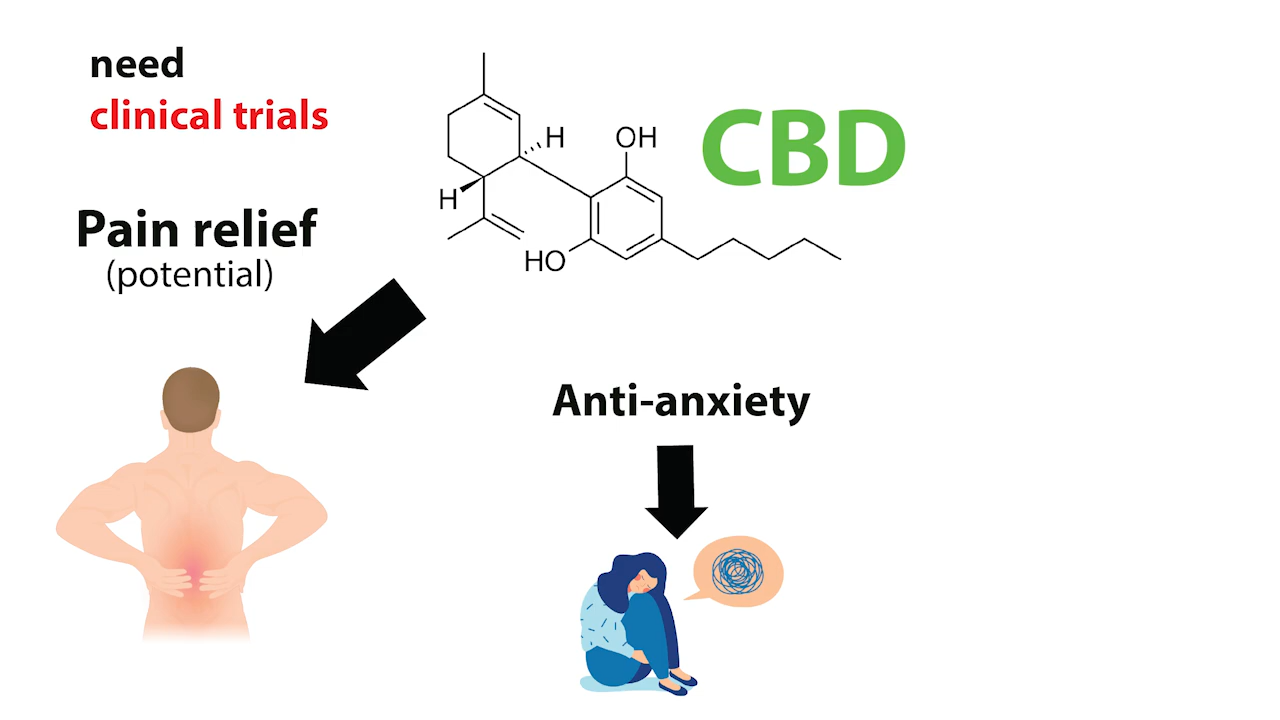 need
clinical trials
Pain relief
(potential)
H
OH
H
HO
CBD
Anti-anxiety